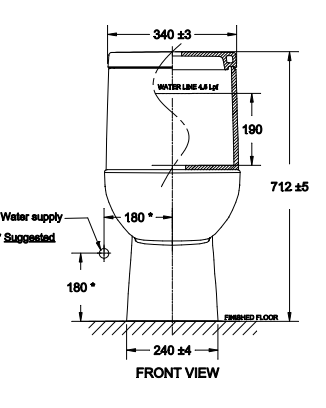 340 ±3
WATER LINE 4.5 Lpf
190
712 ±5
Water supply
180 *
* Suggested
180 *
FINISHED FLOOR
240 ±4
FRONT VIEW